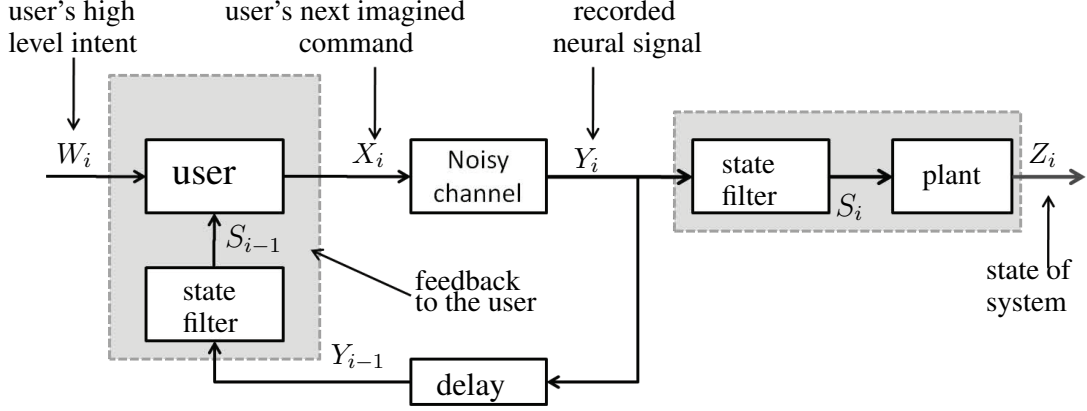 user's high
level intent
user's next imagined
command
recorded
neural signal
W_i
user
X_i
Noisy
channel
Y_i
state
filter
S_i
plant
Z_i
S_{i-1}
state
filter
feedback
to the user
state of
system
Y_{i-1}
delay